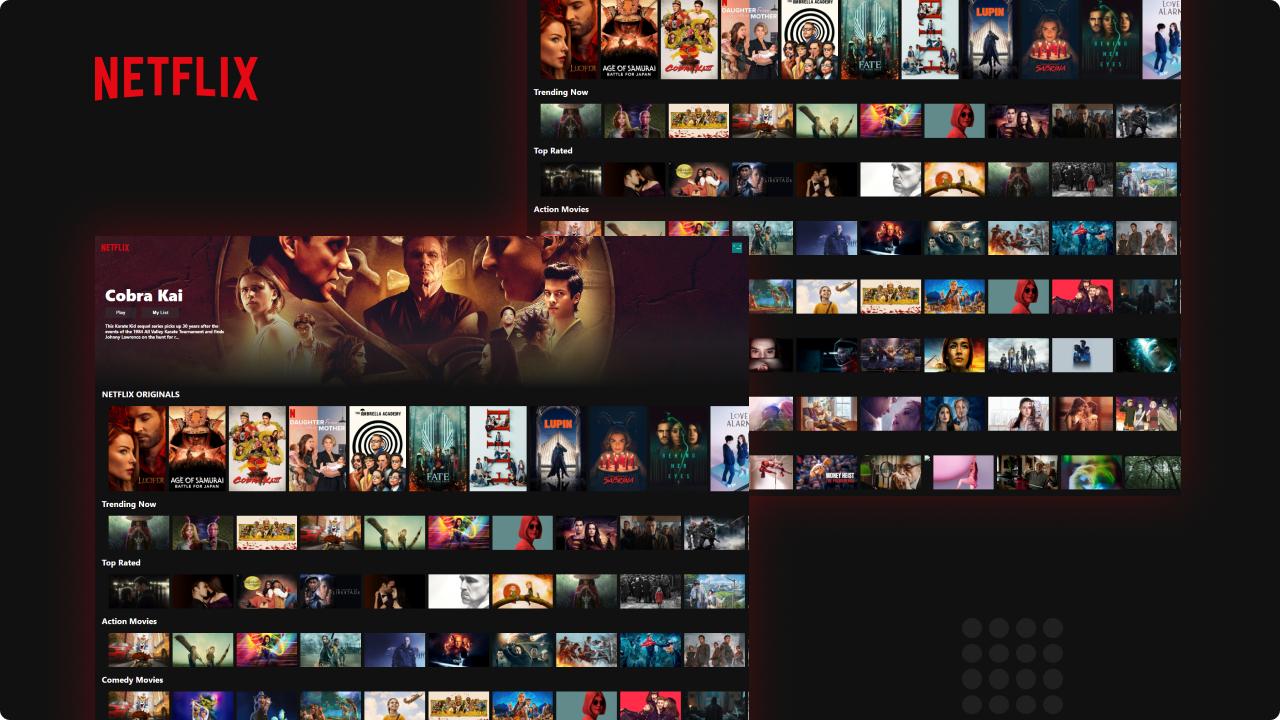 NETFLIX
LUCIFER
AGE OF SAMURAI
BATTLE FOR JAPAN
COBRA KAI
DAUGHTER From Another MOTHER
THE UMBRELLA ACADEMY
FATE
LUPIN
SABRINA
BEHIND
HER
EYES
LOVE
ALARM
Trending Now
Top Rated
Action Movies
NETFLIX
Cobra Kai
Play
My List
This Karate Kid sequel series picks up 30 years after the
events of the 1984 All Valley Karate Tournament and finds
Johnny Lawrence on the hunt for r...
NETFLIX ORIGINALS
LUCIFER
AGE OF SAMURAI
BATTLE FOR JAPAN
COBRA KAI
DAUGHTER From Another MOTHER
THE UMBRELLA ACADEMY
FATE
LUPIN
SABRINA
BEHIND
HER
EYES
LOVE
ALARM
MONEY HEIST
Trending Now
Top Rated
LIBERTADE
Action Movies
Comedy Movies